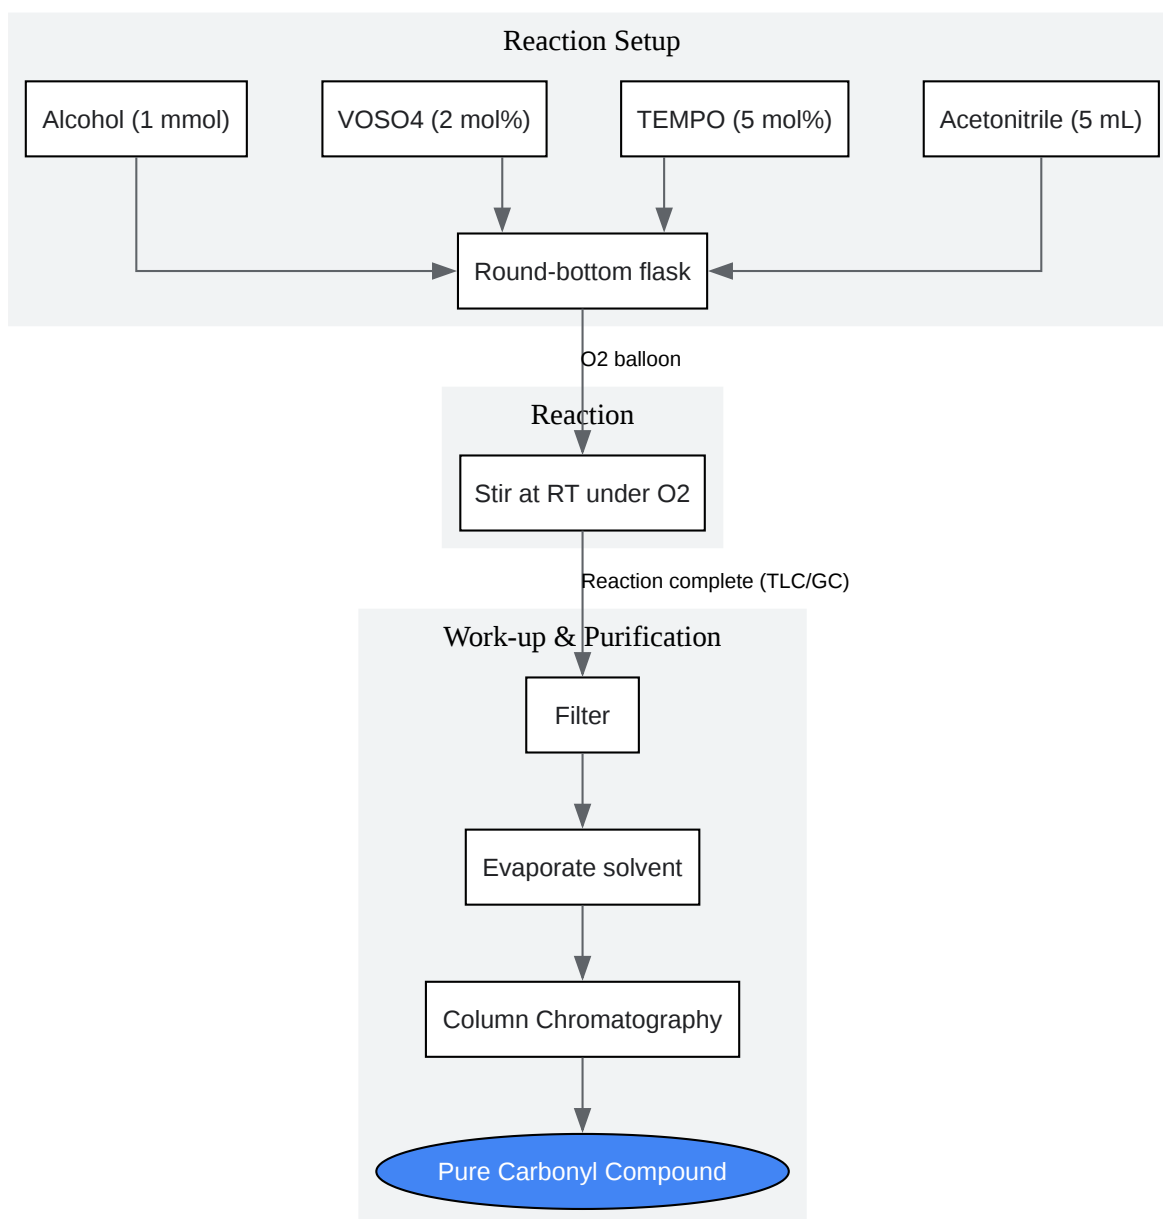 Reaction Setup
Alcohol (1 mmol)
VOSO4 (2 mol%)
TEMPO (5 mol%)
Acetonitrile (5 mL)
Round-bottom flask
O2 balloon
Reaction
Stir at RT under O2
Reaction complete (TLC/GC)
Work-up & Purification
Filter
Evaporate solvent
Column Chromatography
Pure Carbonyl Compound